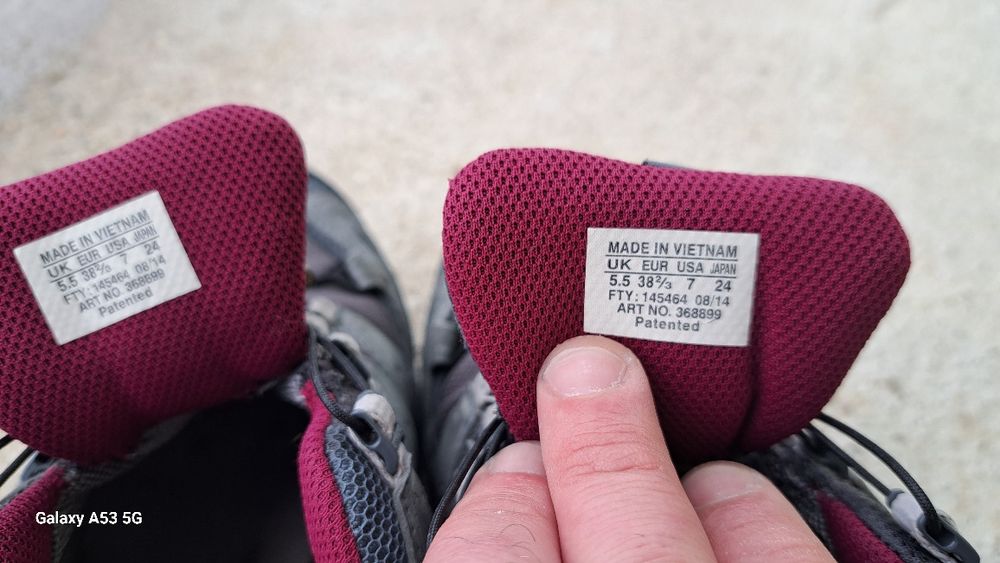 MADE IN VIETNAM
UK EUR USA JAPAN
5.5 38⅔ 7 24
FTY: 145464 08/14
ART NO. 368899
Patented
MADE IN VIETNAM
UK EUR USA JAPAN
5.5 38⅔ 7 24
FTY: 145464 08/14
ART NO. 368899
Patented
Galaxy A53 5G